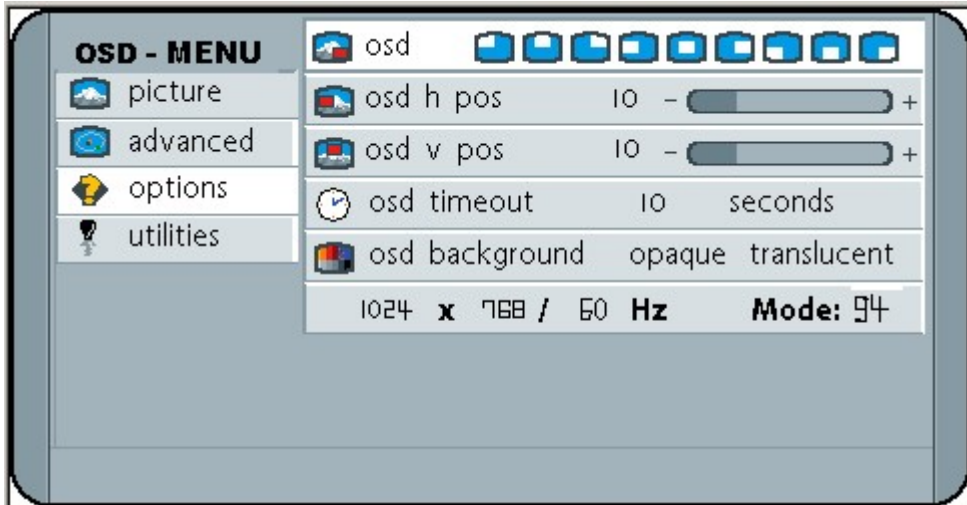 OSD - MENU
picture
advanced
options
utilities
osd
osd h pos 10 - +
osd v pos 10 - +
osd timeout 10 seconds
osd background opaque translucent
1024 x 768 / 60 Hz Mode: 94